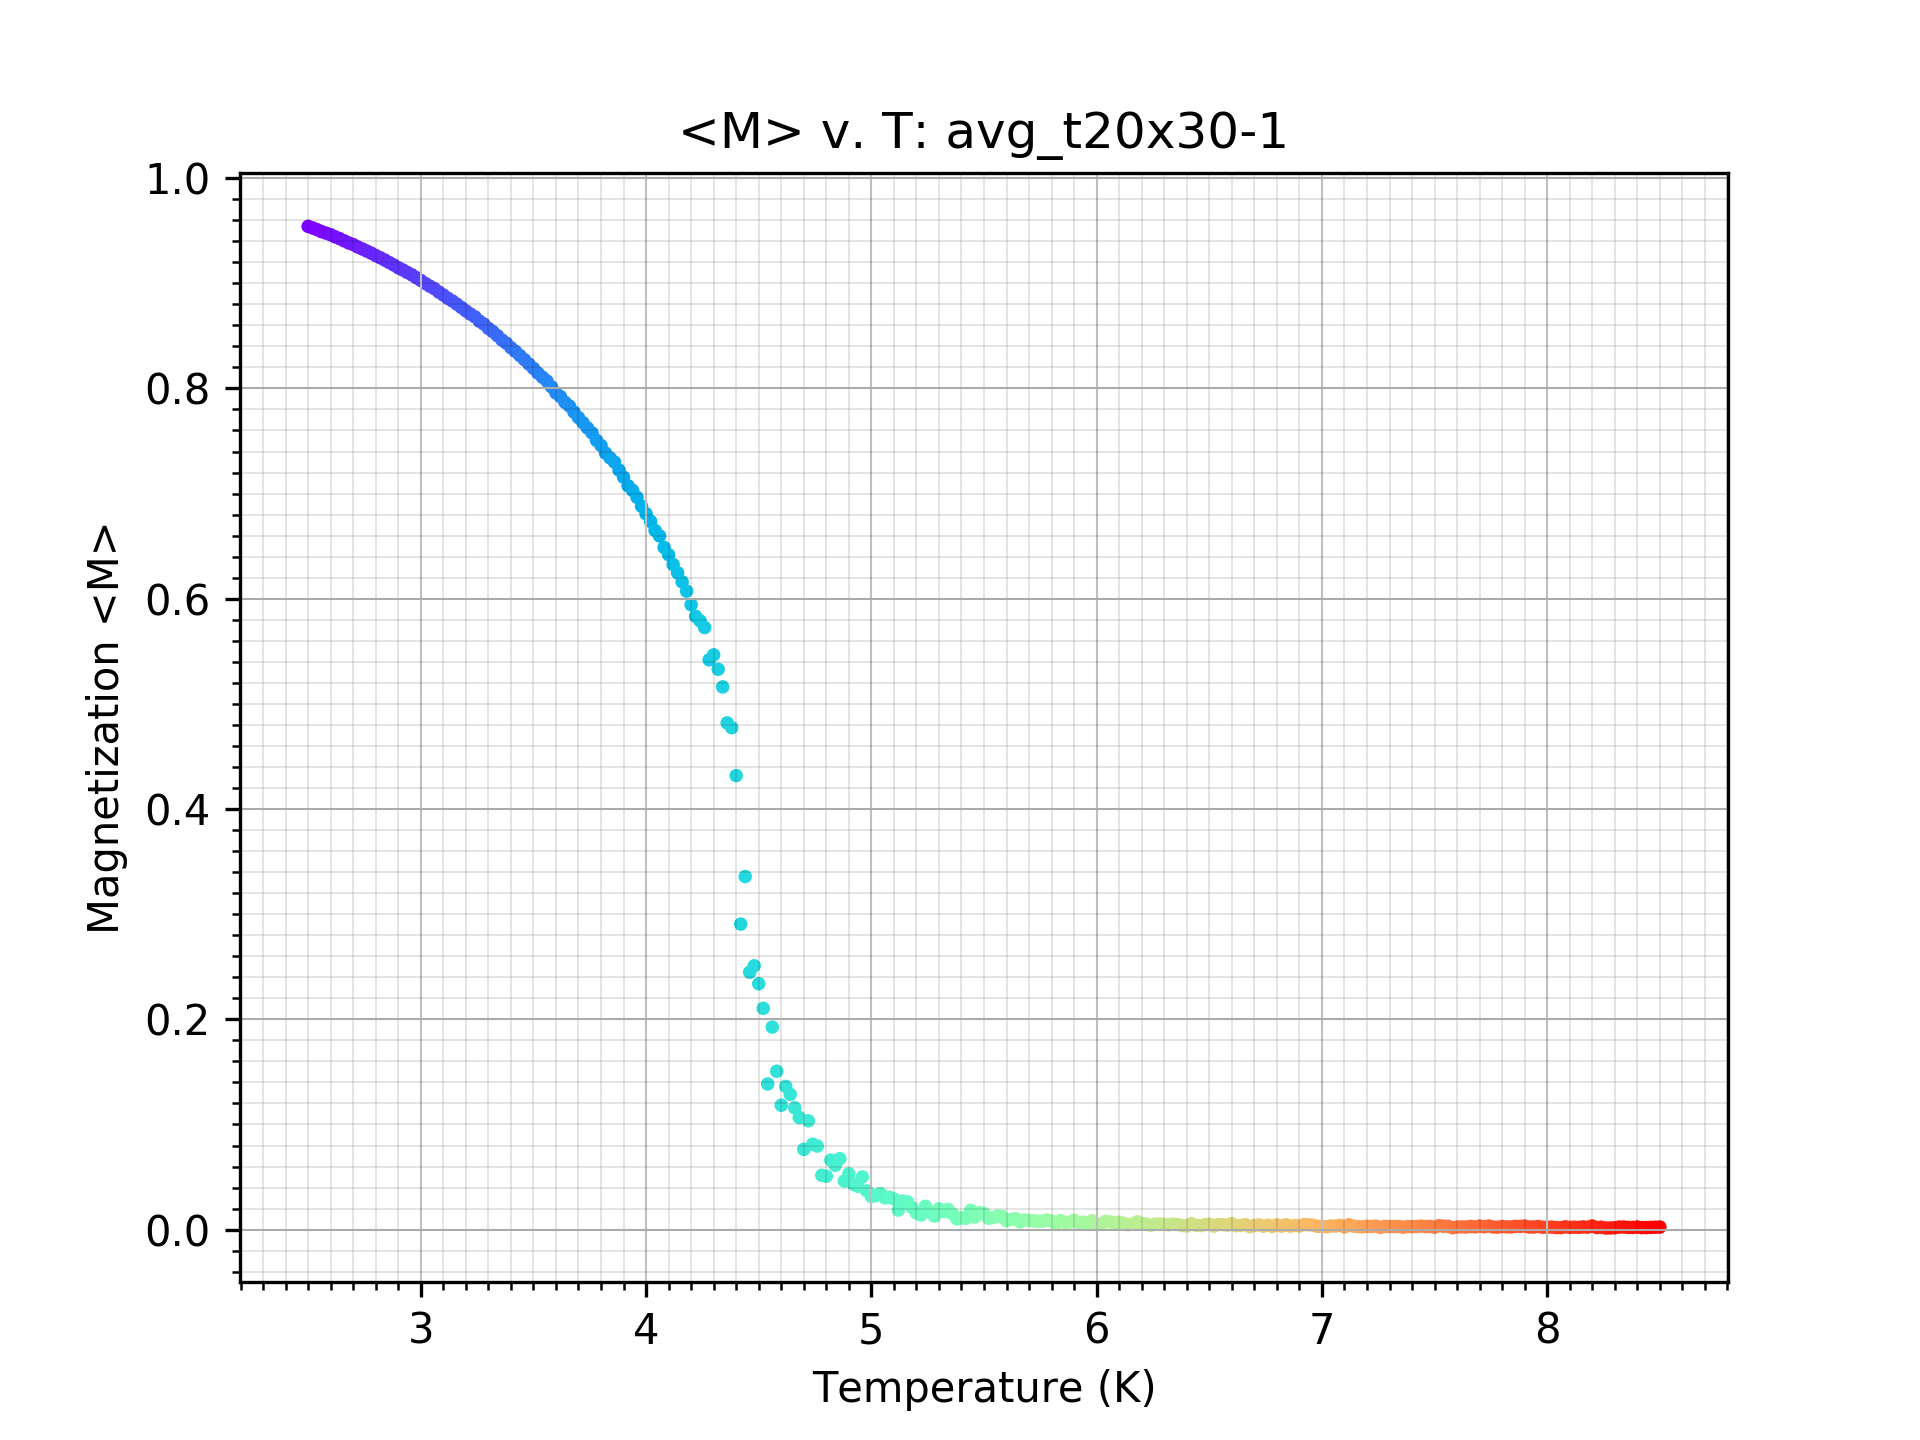 <M> v. T: avg_t20x30-1
1.0
0.8
0.6
0.4
0.2
0.0
Magnetization <M>
3 4 5 6 7 8
Temperature (K)